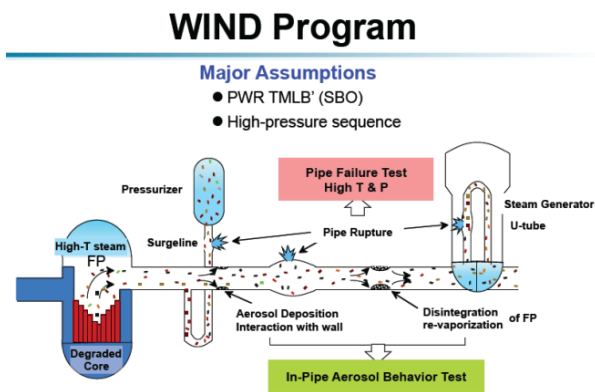 WIND Program
Major Assumptions
● PWR TMLB' (SBO)
● High-pressure sequence
Pipe Failure Test
High T & P
Pressurizer
Steam Generator
U-tube
High-T steam
FP
Surgeline
Pipe Rupture
Aerosol Deposition
Interaction with wall
Disintegration
re-vaporization
of FP
Degraded
Core
In-Pipe Aerosol Behavior Test